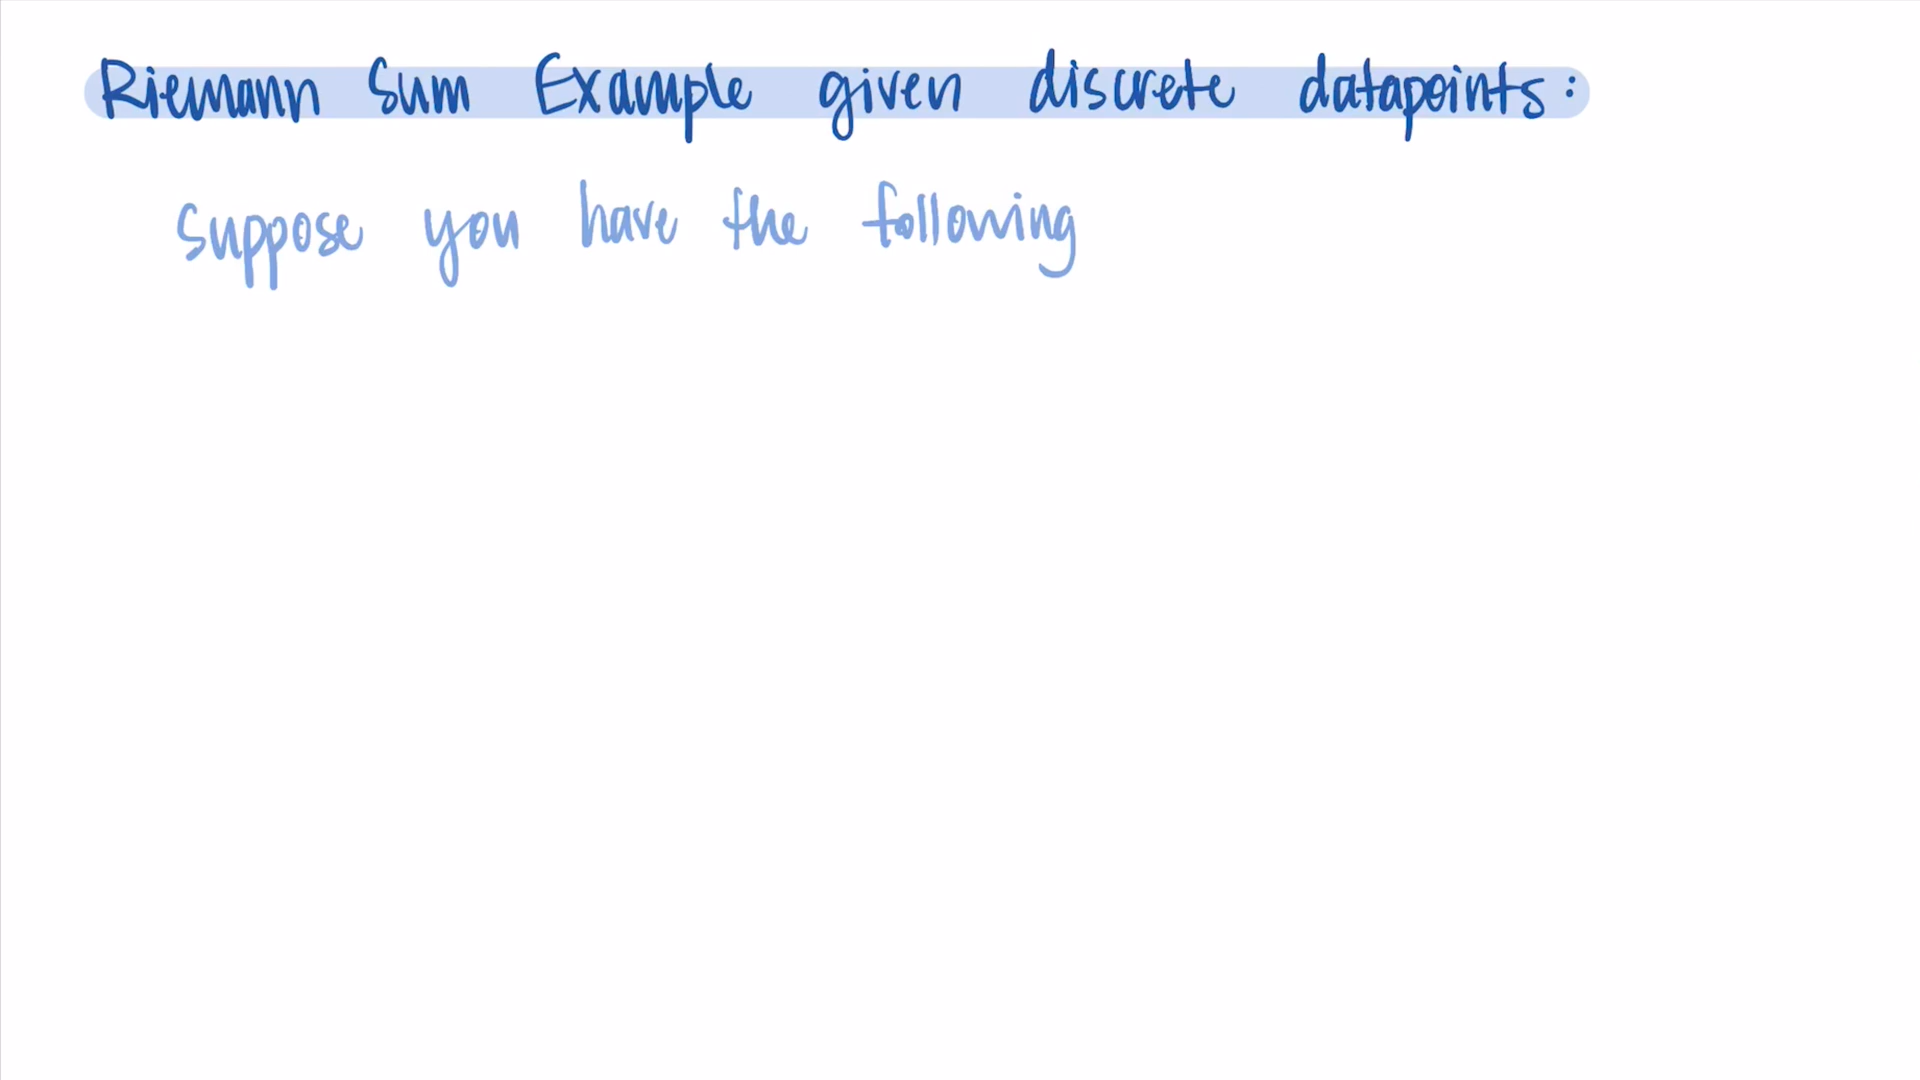 Riemann Sum Example given discrete datapoints:
suppose you have the following